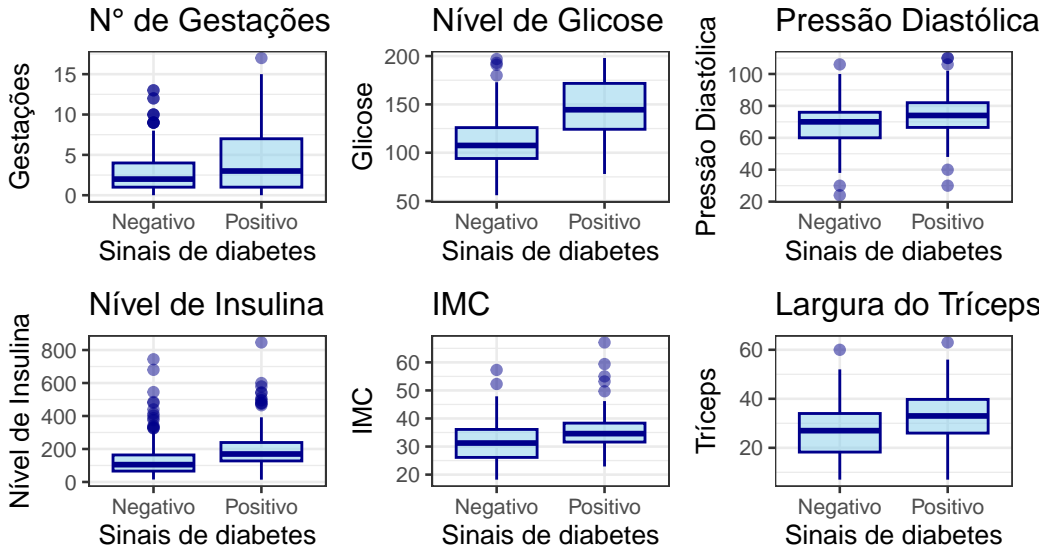 N° de Gestações
Gestações
15
10
5
0
Negativo Positivo
Sinais de diabetes
Nível de Glicose
Glicose
200
150
100
50
Negativo Positivo
Sinais de diabetes
Pressão Diastólica
Pressão Diastólica
100
80
60
40
20
Negativo Positivo
Sinais de diabetes
Nível de Insulina
Nível de Insulina
800
600
400
200
0
Negativo Positivo
Sinais de diabetes
IMC
IMC
60
50
40
30
20
Negativo Positivo
Sinais de diabetes
Largura do Tríceps
Tríceps
60
40
20
Negativo Positivo
Sinais de diabetes